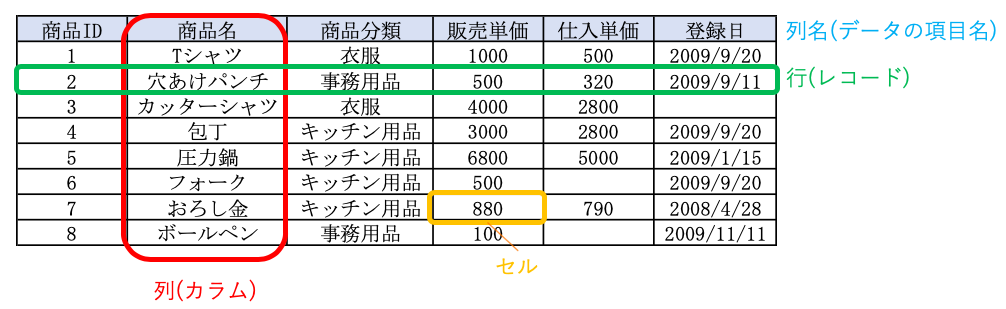 商品ID 商品名 商品分類 販売単価 仕入単価 登録日 列名(データの項目名)
1 Tシャツ 衣服 1000 500 2009/9/20
2 穴あけパンチ 事務用品 500 320 2009/9/11 行(レコード)
3 カッターシャツ 衣服 4000 2800
4 包丁 キッチン用品 3000 2800 2009/9/20
5 圧力鍋 キッチン用品 6800 5000 2009/1/15
6 フォーク キッチン用品 500 2009/9/20
7 おろし金 キッチン用品 880 790 2008/4/28
8 ボールペン 事務用品 100 2009/11/11
セル
列(カラム)